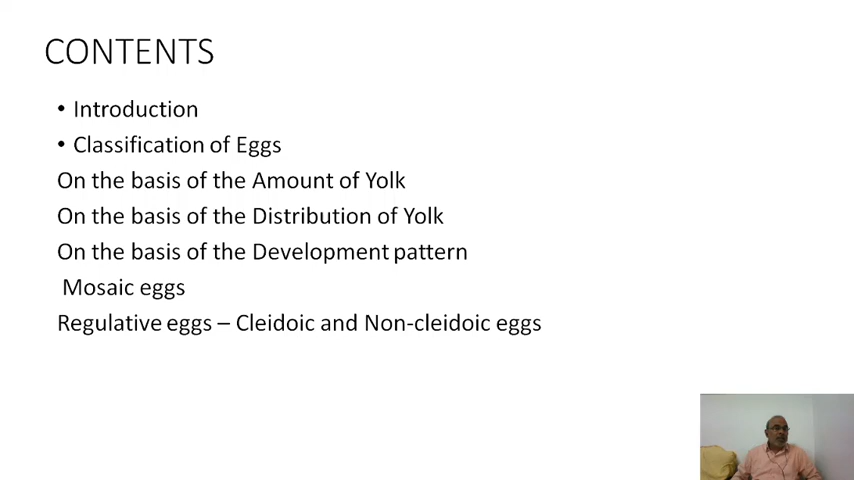 CONTENTS
• Introduction
• Classification of Eggs
On the basis of the Amount of Yolk
On the basis of the Distribution of Yolk
On the basis of the Development pattern
Mosaic eggs
Regulative eggs – Cleidoic and Non-cleidoic eggs